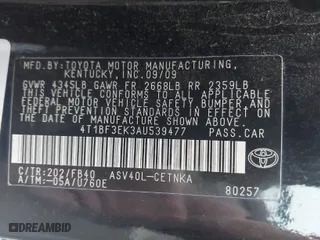 MFD.BY:TOYOTA MOTOR MANUFACTURING,
KENTUCKY,INC.09/09
GVWR 4345LB GAWR FR 2668LB RR 2359LB
THIS VEHICLE CONFORMS TO ALL APPLICABLE
FEDERAL MOTOR VEHICLE SAFETY, BUMPER, AND
THEFT PREVENTION STANDARDS IN EFFECT ON
THE DATE OF MANUFACTURE SHOWN ABOVE.
4T1BF3EK3AU539477 PASS.CAR
C/TR:202/FB40 ASV40L-CETNKA
A/TM:-05A/U760E
TOYOTA
80257